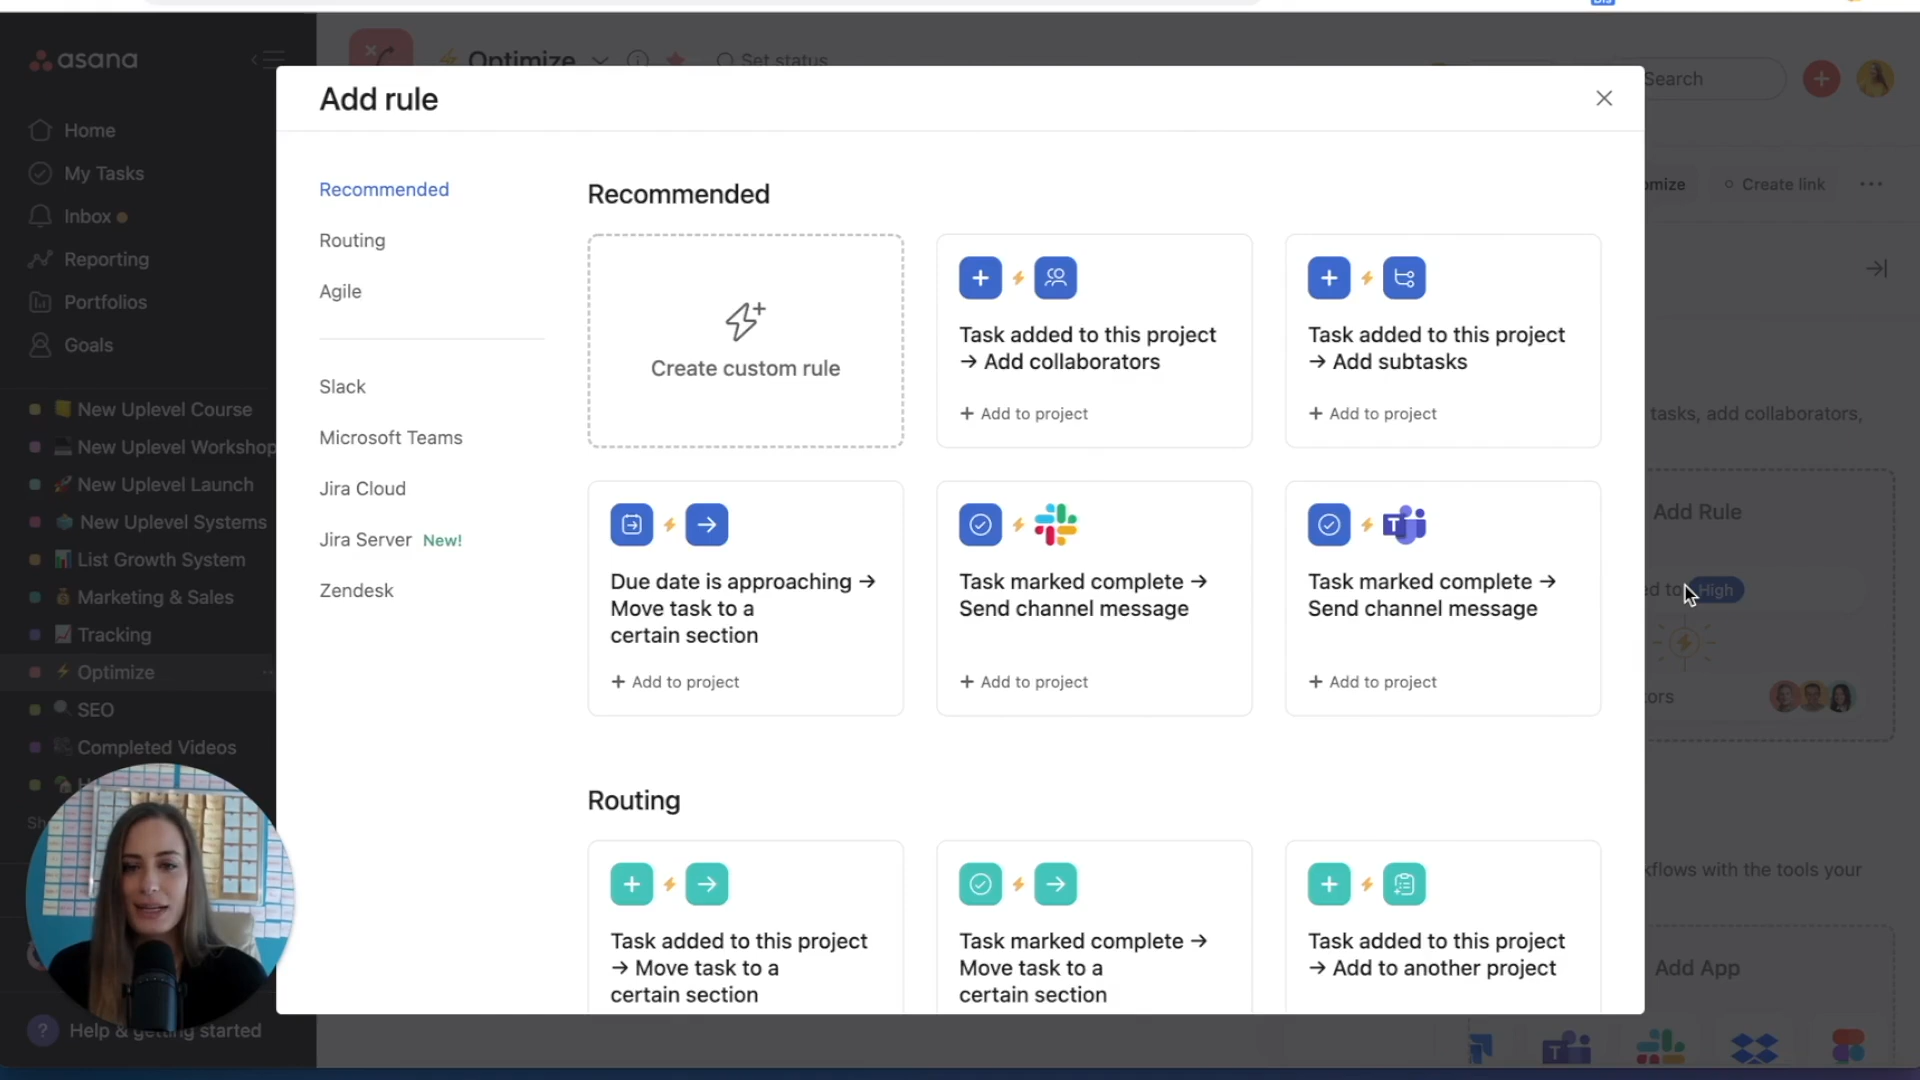 Dis
asana
Optimize
Set status
Search
Add rule
Home
My Tasks
Inbox
Reporting
Portfolios
Goals
New Uplevel Course
New Uplevel Workshop
New Uplevel Launch
New Uplevel Systems
List Growth System
Marketing & Sales
Tracking
Optimize
SEO
Completed Videos
Help & getting started
Recommended
Routing
Agile
Slack
Microsoft Teams
Jira Cloud
Jira Server New!
Zendesk
Recommended
Create custom rule
Task added to this project
→ Add collaborators
+ Add to project
Task added to this project
→ Add subtasks
+ Add to project
Due date is approaching →
Move task to a
certain section
+ Add to project
Task marked complete →
Send channel message
+ Add to project
Task marked complete →
Send channel message
+ Add to project
Routing
Task added to this project
→ Move task to a
certain section
Task marked complete →
Move task to a
certain section
Task added to this project
→ Add to another project
omize
Create link
tasks, add collaborators,
Add Rule
ed to High
ors
kflows with the tools your
Add App